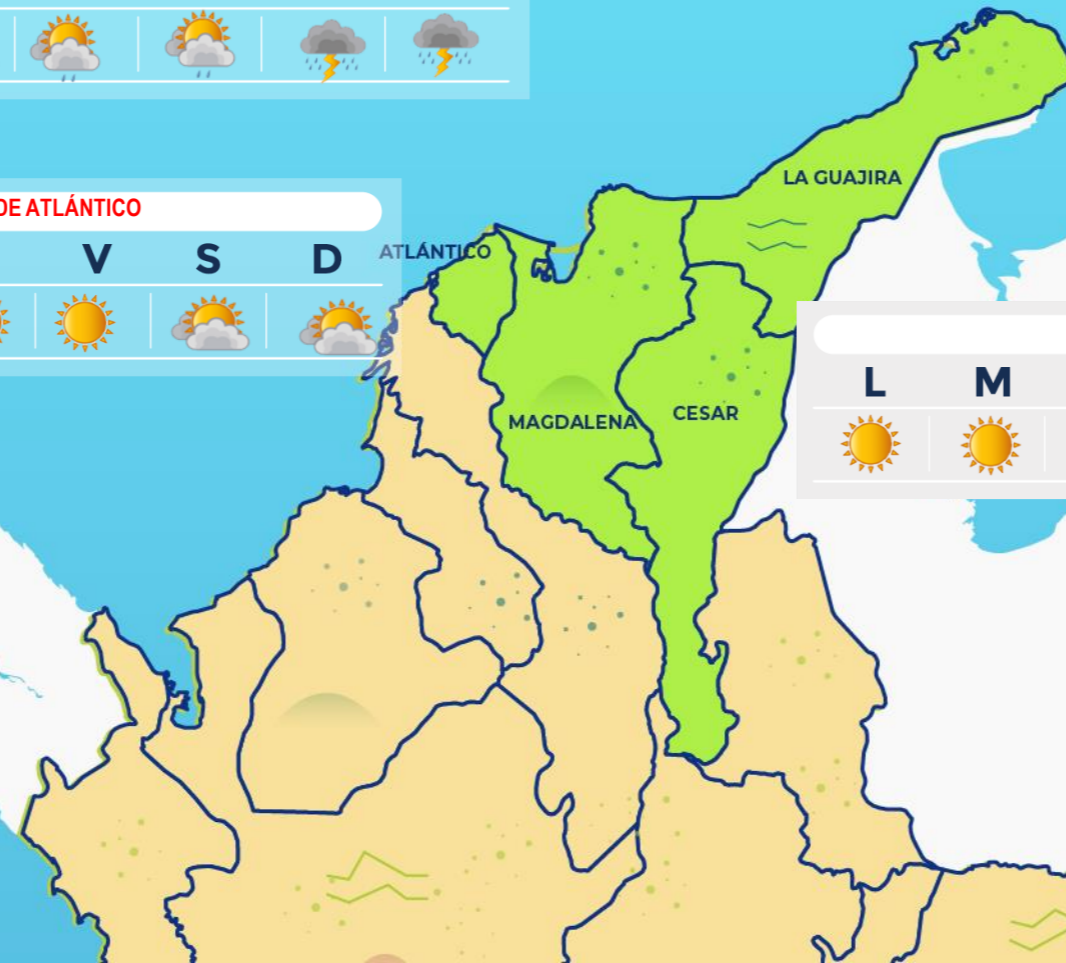 LA GUAJIRA
DE ATLÁNTICO
V S D
ATLÁNTICO
L M
MAGDALENA
CESAR